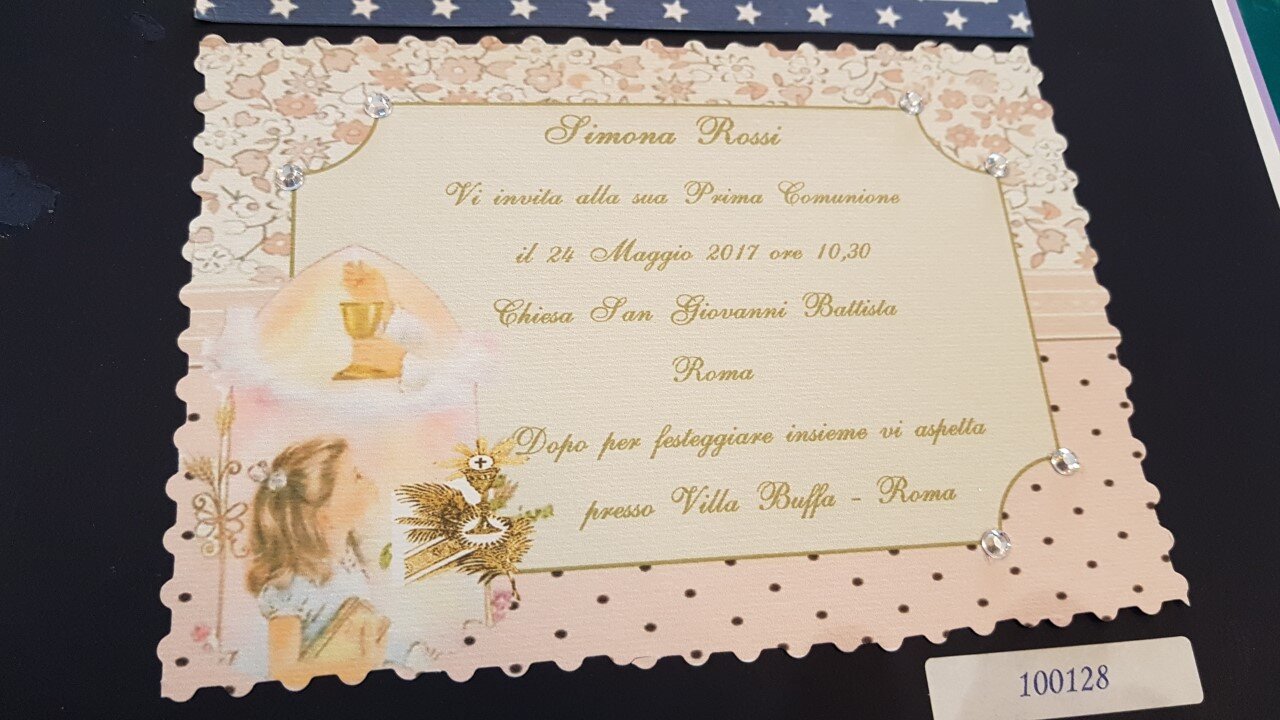 Simona Rossi
Vi invita alla sua Prima Comunione
il 24 Maggio 2017 ore 10,30
Chiesa San Giovanni Battista
Roma
Dopo per festeggiare insieme vi aspetta
presso Villa Buffa - Roma
100128